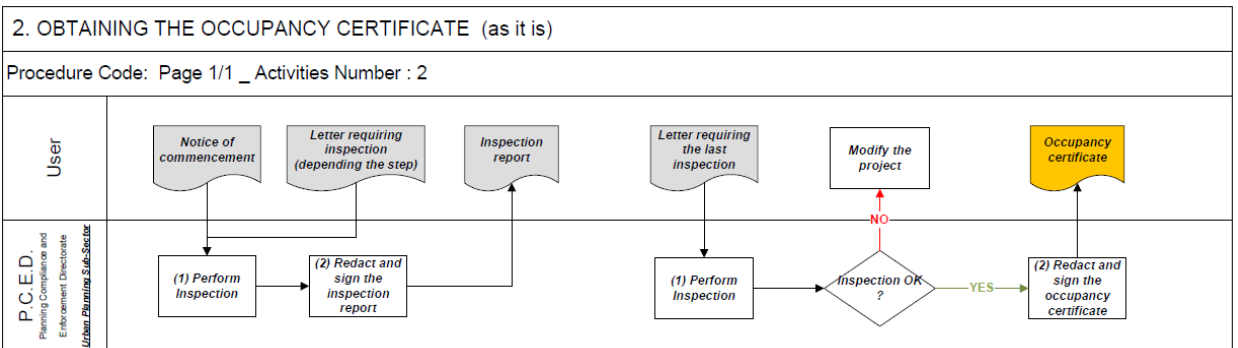 2. OBTAINING THE OCCUPANCY CERTIFICATE (as it is)
Procedure Code: Page 1/1 _ Activities Number : 2
User
Notice of
commencement
Letter requiring
inspection
(depending the step)
Inspection
report
Letter requiring
the last
inspection
Modify the
project
Occupancy
certificate
NO
P.C.E.D.
Planning Compliance and
Enforcement Directorate
Urban Planning Sub-Sector
(1) Perform
Inspection
(2) Redact and
sign the
inspection
report
(1) Perform
Inspection
Inspection OK
?
YES
(2) Redact and
sign the
occupancy
certificate